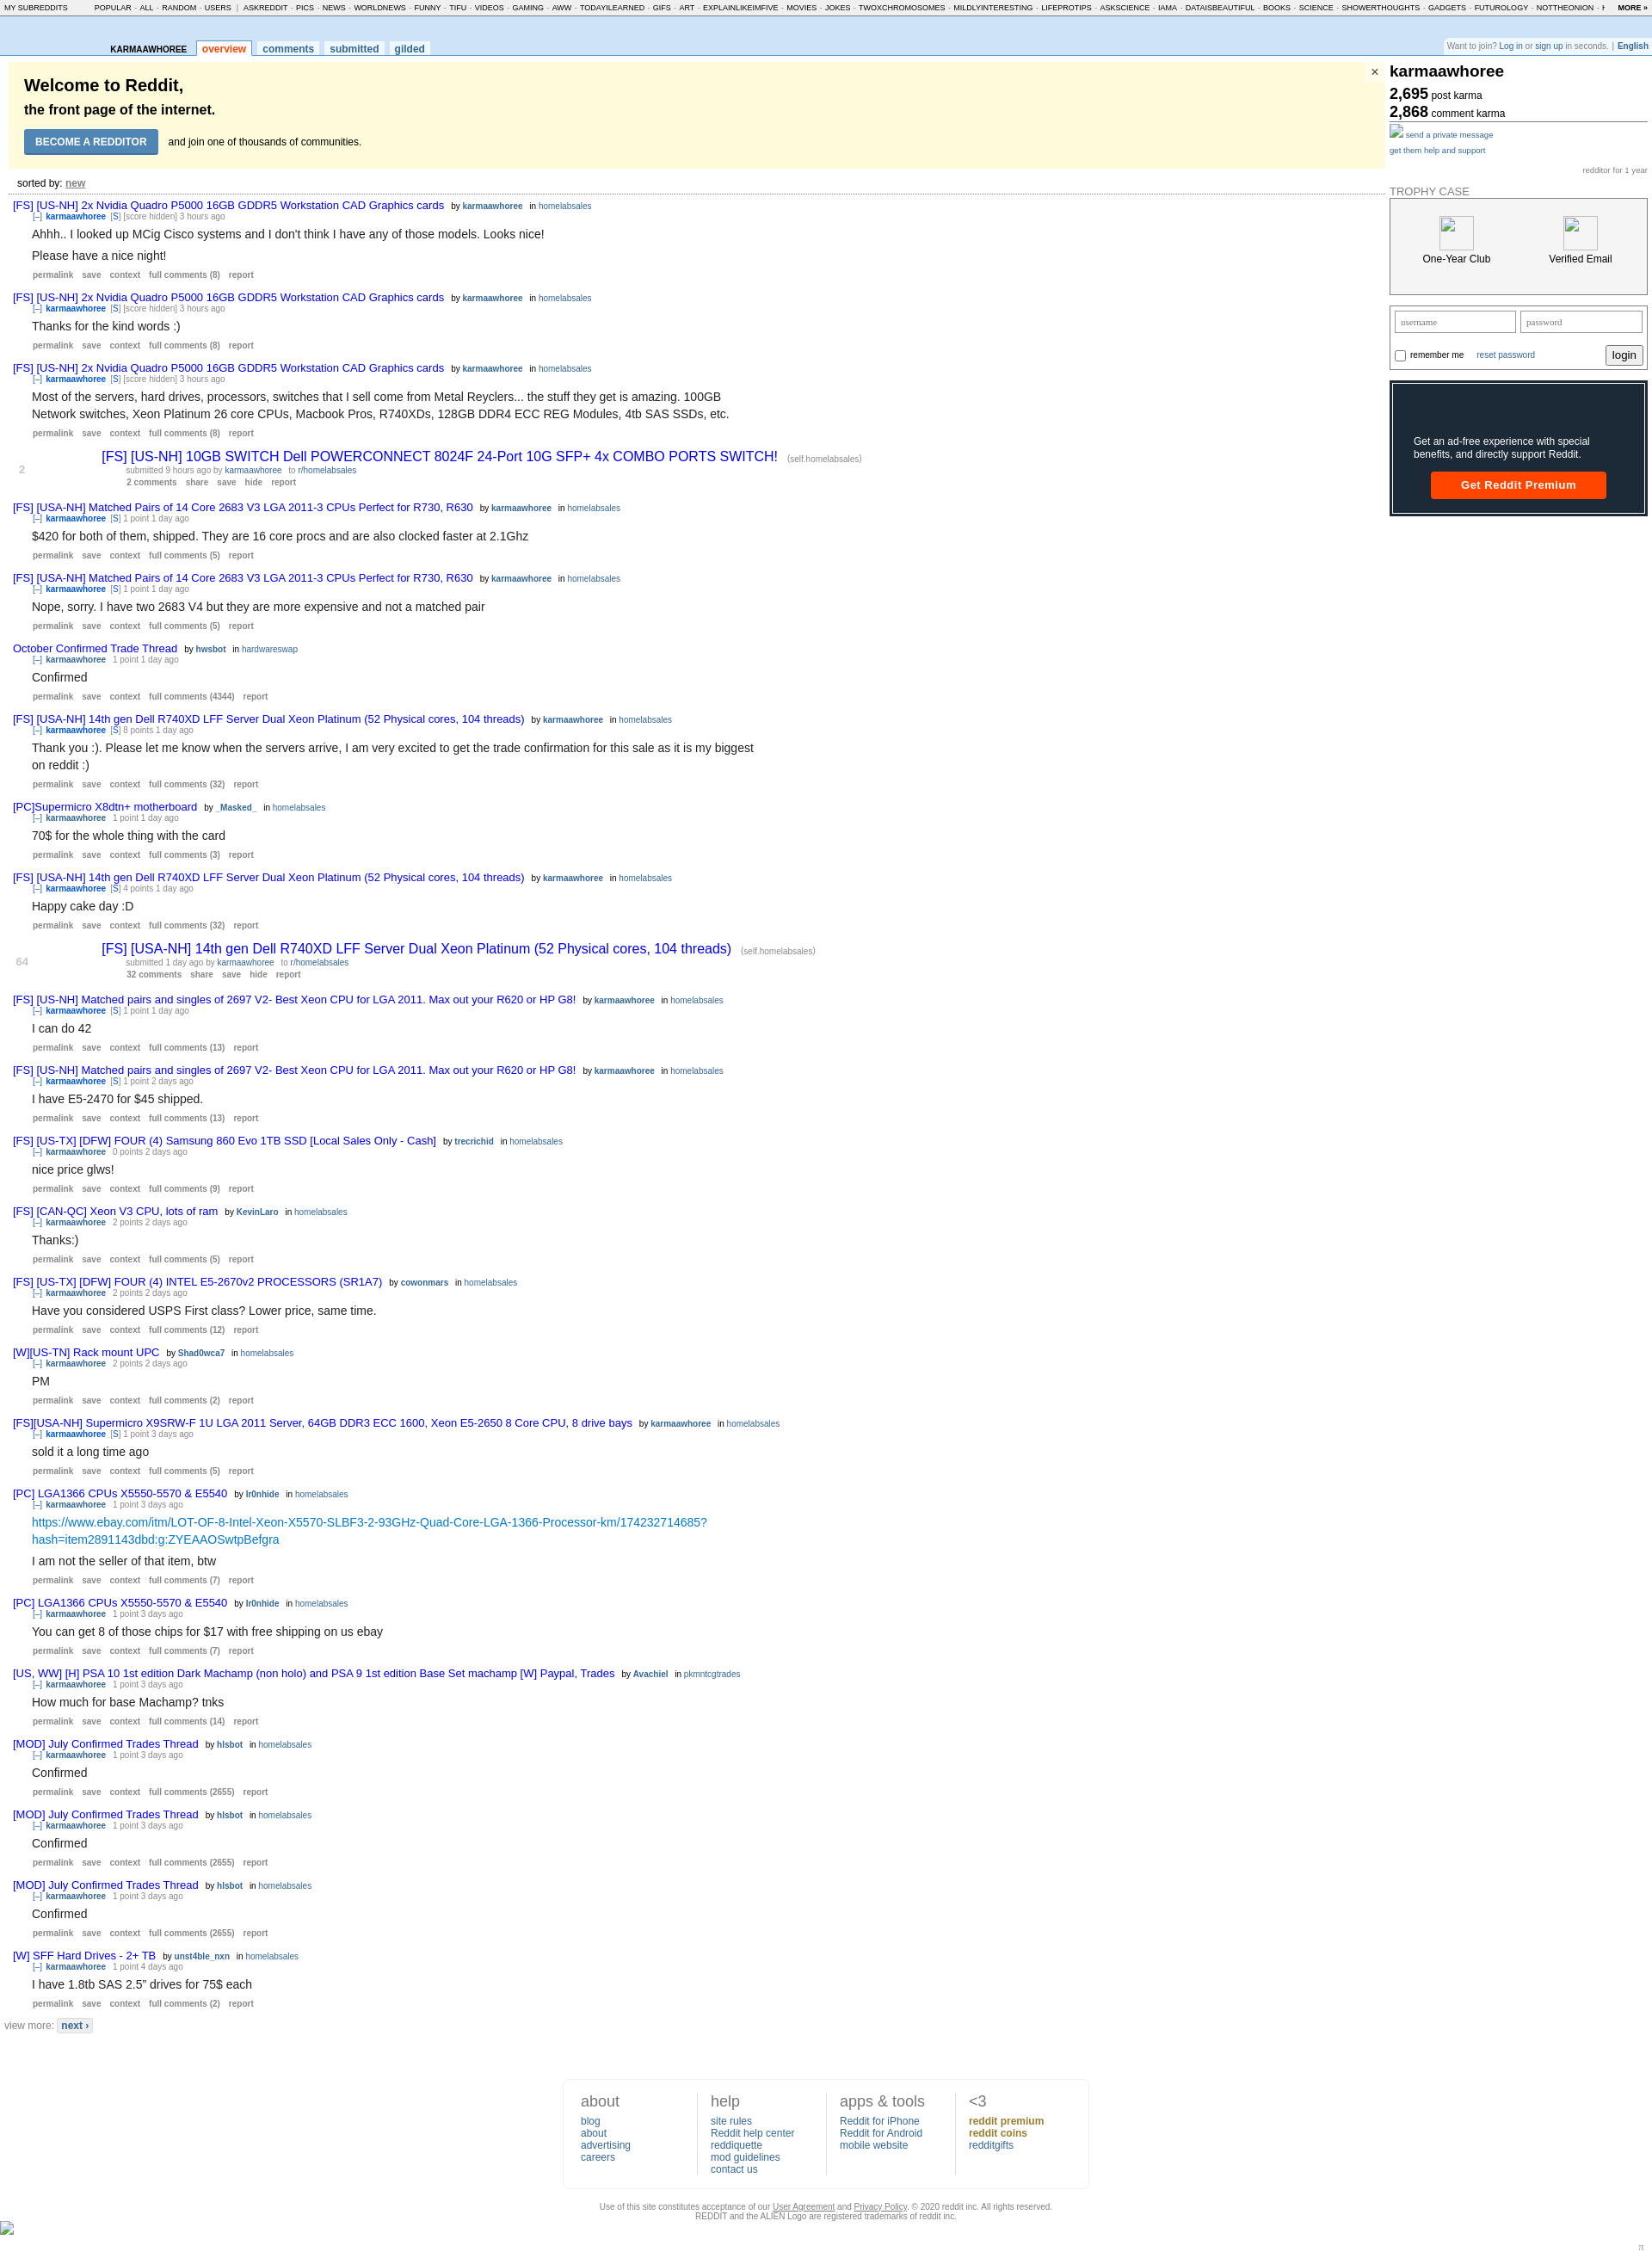 MY SUBREDDITS POPULAR - ALL - RANDOM - USERS | ASKREDDIT - PICS - NEWS - WORLDNEWS - FUNNY - TIFU - VIDEOS - GAMING - AWW - TODAYILEARNED - GIFS - ART - EXPLAINLIKEIMFIVE - MOVIES - JOKES - TWOXCHROMOSOMES - MILDLYINTERESTING - LIFEPROTIPS - ASKSCIENCE - IAMA - DATAISBEAUTIFUL - BOOKS - SCIENCE - SHOWERTHOUGHTS - GADGETS - FUTUROLOGY - NOTTHEONION - MORE »
KARMAAWHOREE overview comments submitted gilded
Want to join? Log in or sign up in seconds. | English
Welcome to Reddit,
the front page of the internet.
BECOME A REDDITOR and join one of thousands of communities.
×
karmaawhoree
2,695 post karma
2,868 comment karma
send a private message
get them help and support
redditor for 1 year
TROPHY CASE
One-Year Club Verified Email
username password
remember me reset password login
Get an ad-free experience with special
benefits, and directly support Reddit.
Get Reddit Premium
sorted by: new
[FS] [US-NH] 2x Nvidia Quadro P5000 16GB GDDR5 Workstation CAD Graphics cards by karmaawhoree in homelabsales
[–] karmaawhoree [S] [score hidden] 3 hours ago
Ahhh.. I looked up MCig Cisco systems and I don't think I have any of those models. Looks nice!
Please have a nice night!
permalink save context full comments (8) report
[FS] [US-NH] 2x Nvidia Quadro P5000 16GB GDDR5 Workstation CAD Graphics cards by karmaawhoree in homelabsales
[–] karmaawhoree [S] [score hidden] 3 hours ago
Thanks for the kind words :)
permalink save context full comments (8) report
[FS] [US-NH] 2x Nvidia Quadro P5000 16GB GDDR5 Workstation CAD Graphics cards by karmaawhoree in homelabsales
[–] karmaawhoree [S] [score hidden] 3 hours ago
Most of the servers, hard drives, processors, switches that I sell come from Metal Reyclers... the stuff they get is amazing. 100GB
Network switches, Xeon Platinum 26 core CPUs, Macbook Pros, R740XDs, 128GB DDR4 ECC REG Modules, 4tb SAS SSDs, etc.
permalink save context full comments (8) report
2
[FS] [US-NH] 10GB SWITCH Dell POWERCONNECT 8024F 24-Port 10G SFP+ 4x COMBO PORTS SWITCH! (self.homelabsales)
submitted 9 hours ago by karmaawhoree to r/homelabsales
2 comments share save hide report
[FS] [USA-NH] Matched Pairs of 14 Core 2683 V3 LGA 2011-3 CPUs Perfect for R730, R630 by karmaawhoree in homelabsales
[–] karmaawhoree [S] 1 point 1 day ago
$420 for both of them, shipped. They are 16 core procs and are also clocked faster at 2.1Ghz
permalink save context full comments (5) report
[FS] [USA-NH] Matched Pairs of 14 Core 2683 V3 LGA 2011-3 CPUs Perfect for R730, R630 by karmaawhoree in homelabsales
[–] karmaawhoree [S] 1 point 1 day ago
Nope, sorry. I have two 2683 V4 but they are more expensive and not a matched pair
permalink save context full comments (5) report
October Confirmed Trade Thread by hwsbot in hardwareswap
[–] karmaawhoree 1 point 1 day ago
Confirmed
permalink save context full comments (4344) report
[FS] [USA-NH] 14th gen Dell R740XD LFF Server Dual Xeon Platinum (52 Physical cores, 104 threads) by karmaawhoree in homelabsales
[–] karmaawhoree [S] 8 points 1 day ago
Thank you :). Please let me know when the servers arrive, I am very excited to get the trade confirmation for this sale as it is my biggest
on reddit :)
permalink save context full comments (32) report
[PC]Supermicro X8dtn+ motherboard by _Masked_ in homelabsales
[–] karmaawhoree 1 point 1 day ago
70$ for the whole thing with the card
permalink save context full comments (3) report
[FS] [USA-NH] 14th gen Dell R740XD LFF Server Dual Xeon Platinum (52 Physical cores, 104 threads) by karmaawhoree in homelabsales
[–] karmaawhoree [S] 4 points 1 day ago
Happy cake day :D
permalink save context full comments (32) report
64
[FS] [USA-NH] 14th gen Dell R740XD LFF Server Dual Xeon Platinum (52 Physical cores, 104 threads) (self.homelabsales)
submitted 1 day ago by karmaawhoree to r/homelabsales
32 comments share save hide report
[FS] [US-NH] Matched pairs and singles of 2697 V2- Best Xeon CPU for LGA 2011. Max out your R620 or HP G8! by karmaawhoree in homelabsales
[–] karmaawhoree [S] 1 point 1 day ago
I can do 42
permalink save context full comments (13) report
[FS] [US-NH] Matched pairs and singles of 2697 V2- Best Xeon CPU for LGA 2011. Max out your R620 or HP G8! by karmaawhoree in homelabsales
[–] karmaawhoree [S] 1 point 2 days ago
I have E5-2470 for $45 shipped.
permalink save context full comments (13) report
[FS] [US-TX] [DFW] FOUR (4) Samsung 860 Evo 1TB SSD [Local Sales Only - Cash] by trecrichid in homelabsales
[–] karmaawhoree 0 points 2 days ago
nice price glws!
permalink save context full comments (9) report
[FS] [CAN-QC] Xeon V3 CPU, lots of ram by KevinLaro in homelabsales
[–] karmaawhoree 2 points 2 days ago
Thanks:)
permalink save context full comments (5) report
[FS] [US-TX] [DFW] FOUR (4) INTEL E5-2670v2 PROCESSORS (SR1A7) by cowonmars in homelabsales
[–] karmaawhoree 2 points 2 days ago
Have you considered USPS First class? Lower price, same time.
permalink save context full comments (12) report
[W][US-TN] Rack mount UPC by Shad0wca7 in homelabsales
[–] karmaawhoree 2 points 2 days ago
PM
permalink save context full comments (2) report
[FS][USA-NH] Supermicro X9SRW-F 1U LGA 2011 Server, 64GB DDR3 ECC 1600, Xeon E5-2650 8 Core CPU, 8 drive bays by karmaawhoree in homelabsales
[–] karmaawhoree [S] 1 point 3 days ago
sold it a long time ago
permalink save context full comments (5) report
[PC] LGA1366 CPUs X5550-5570 & E5540 by Ir0nhide in homelabsales
[–] karmaawhoree 1 point 3 days ago
https://www.ebay.com/itm/LOT-OF-8-Intel-Xeon-X5570-SLBF3-2-93GHz-Quad-Core-LGA-1366-Processor-km/174232714685?
hash=item2891143dbd:g:ZYEAAOSwtpBefgra
I am not the seller of that item, btw
permalink save context full comments (7) report
[PC] LGA1366 CPUs X5550-5570 & E5540 by Ir0nhide in homelabsales
[–] karmaawhoree 1 point 3 days ago
You can get 8 of those chips for $17 with free shipping on us ebay
permalink save context full comments (7) report
[US, WW] [H] PSA 10 1st edition Dark Machamp (non holo) and PSA 9 1st edition Base Set machamp [W] Paypal, Trades by Avachiel in pkmntcgtrades
[–] karmaawhoree 1 point 3 days ago
How much for base Machamp? tnks
permalink save context full comments (14) report
[MOD] July Confirmed Trades Thread by hlsbot in homelabsales
[–] karmaawhoree 1 point 3 days ago
Confirmed
permalink save context full comments (2655) report
[MOD] July Confirmed Trades Thread by hlsbot in homelabsales
[–] karmaawhoree 1 point 3 days ago
Confirmed
permalink save context full comments (2655) report
[MOD] July Confirmed Trades Thread by hlsbot in homelabsales
[–] karmaawhoree 1 point 3 days ago
Confirmed
permalink save context full comments (2655) report
[W] SFF Hard Drives - 2+ TB by unst4ble_nxn in homelabsales
[–] karmaawhoree 1 point 4 days ago
I have 1.8tb SAS 2.5” drives for 75$ each
permalink save context full comments (2) report
view more: next ›
about
blog
about
advertising
careers
help
site rules
Reddit help center
reddiquette
mod guidelines
contact us
apps & tools
Reddit for iPhone
Reddit for Android
mobile website
<3
reddit premium
reddit coins
redditgifts
Use of this site constitutes acceptance of our User Agreement and Privacy Policy. © 2020 reddit inc. All rights reserved.
REDDIT and the ALIEN Logo are registered trademarks of reddit inc.
π